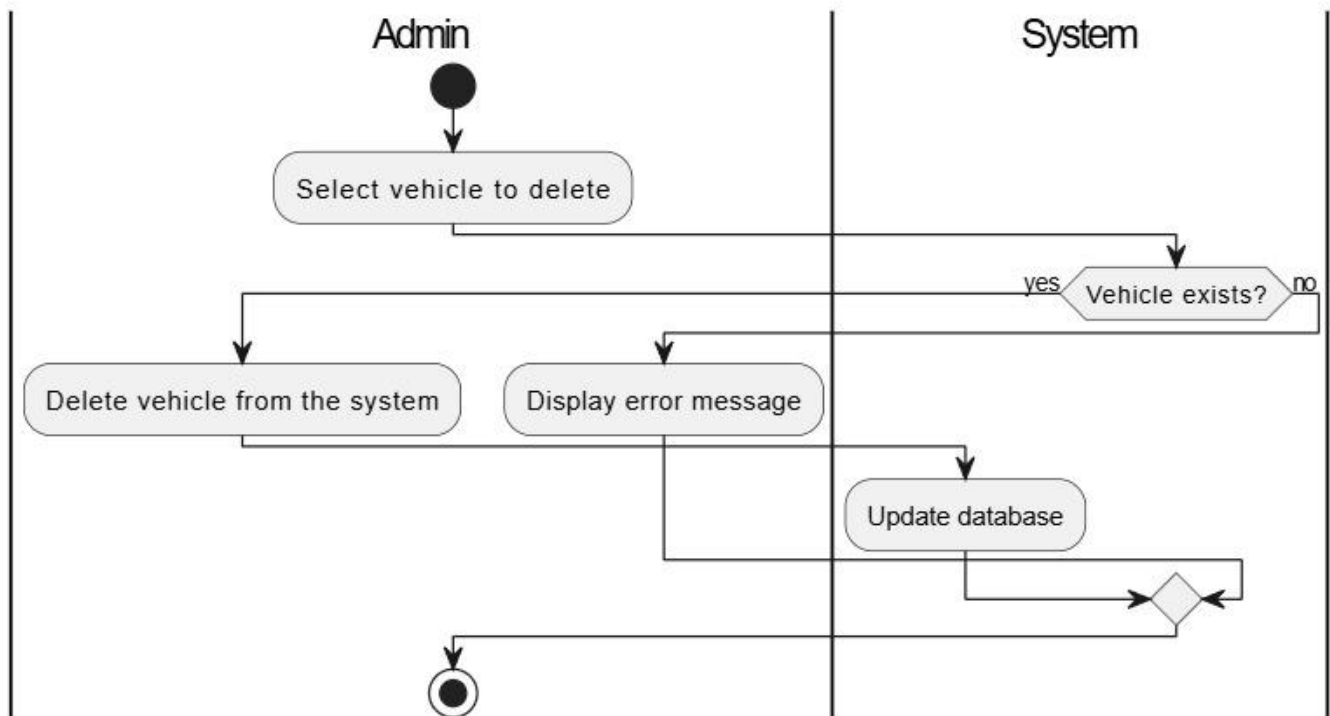 Admin
System
Select vehicle to delete
yes
Vehicle exists?
no
Delete vehicle from the system
Display error message
Update database